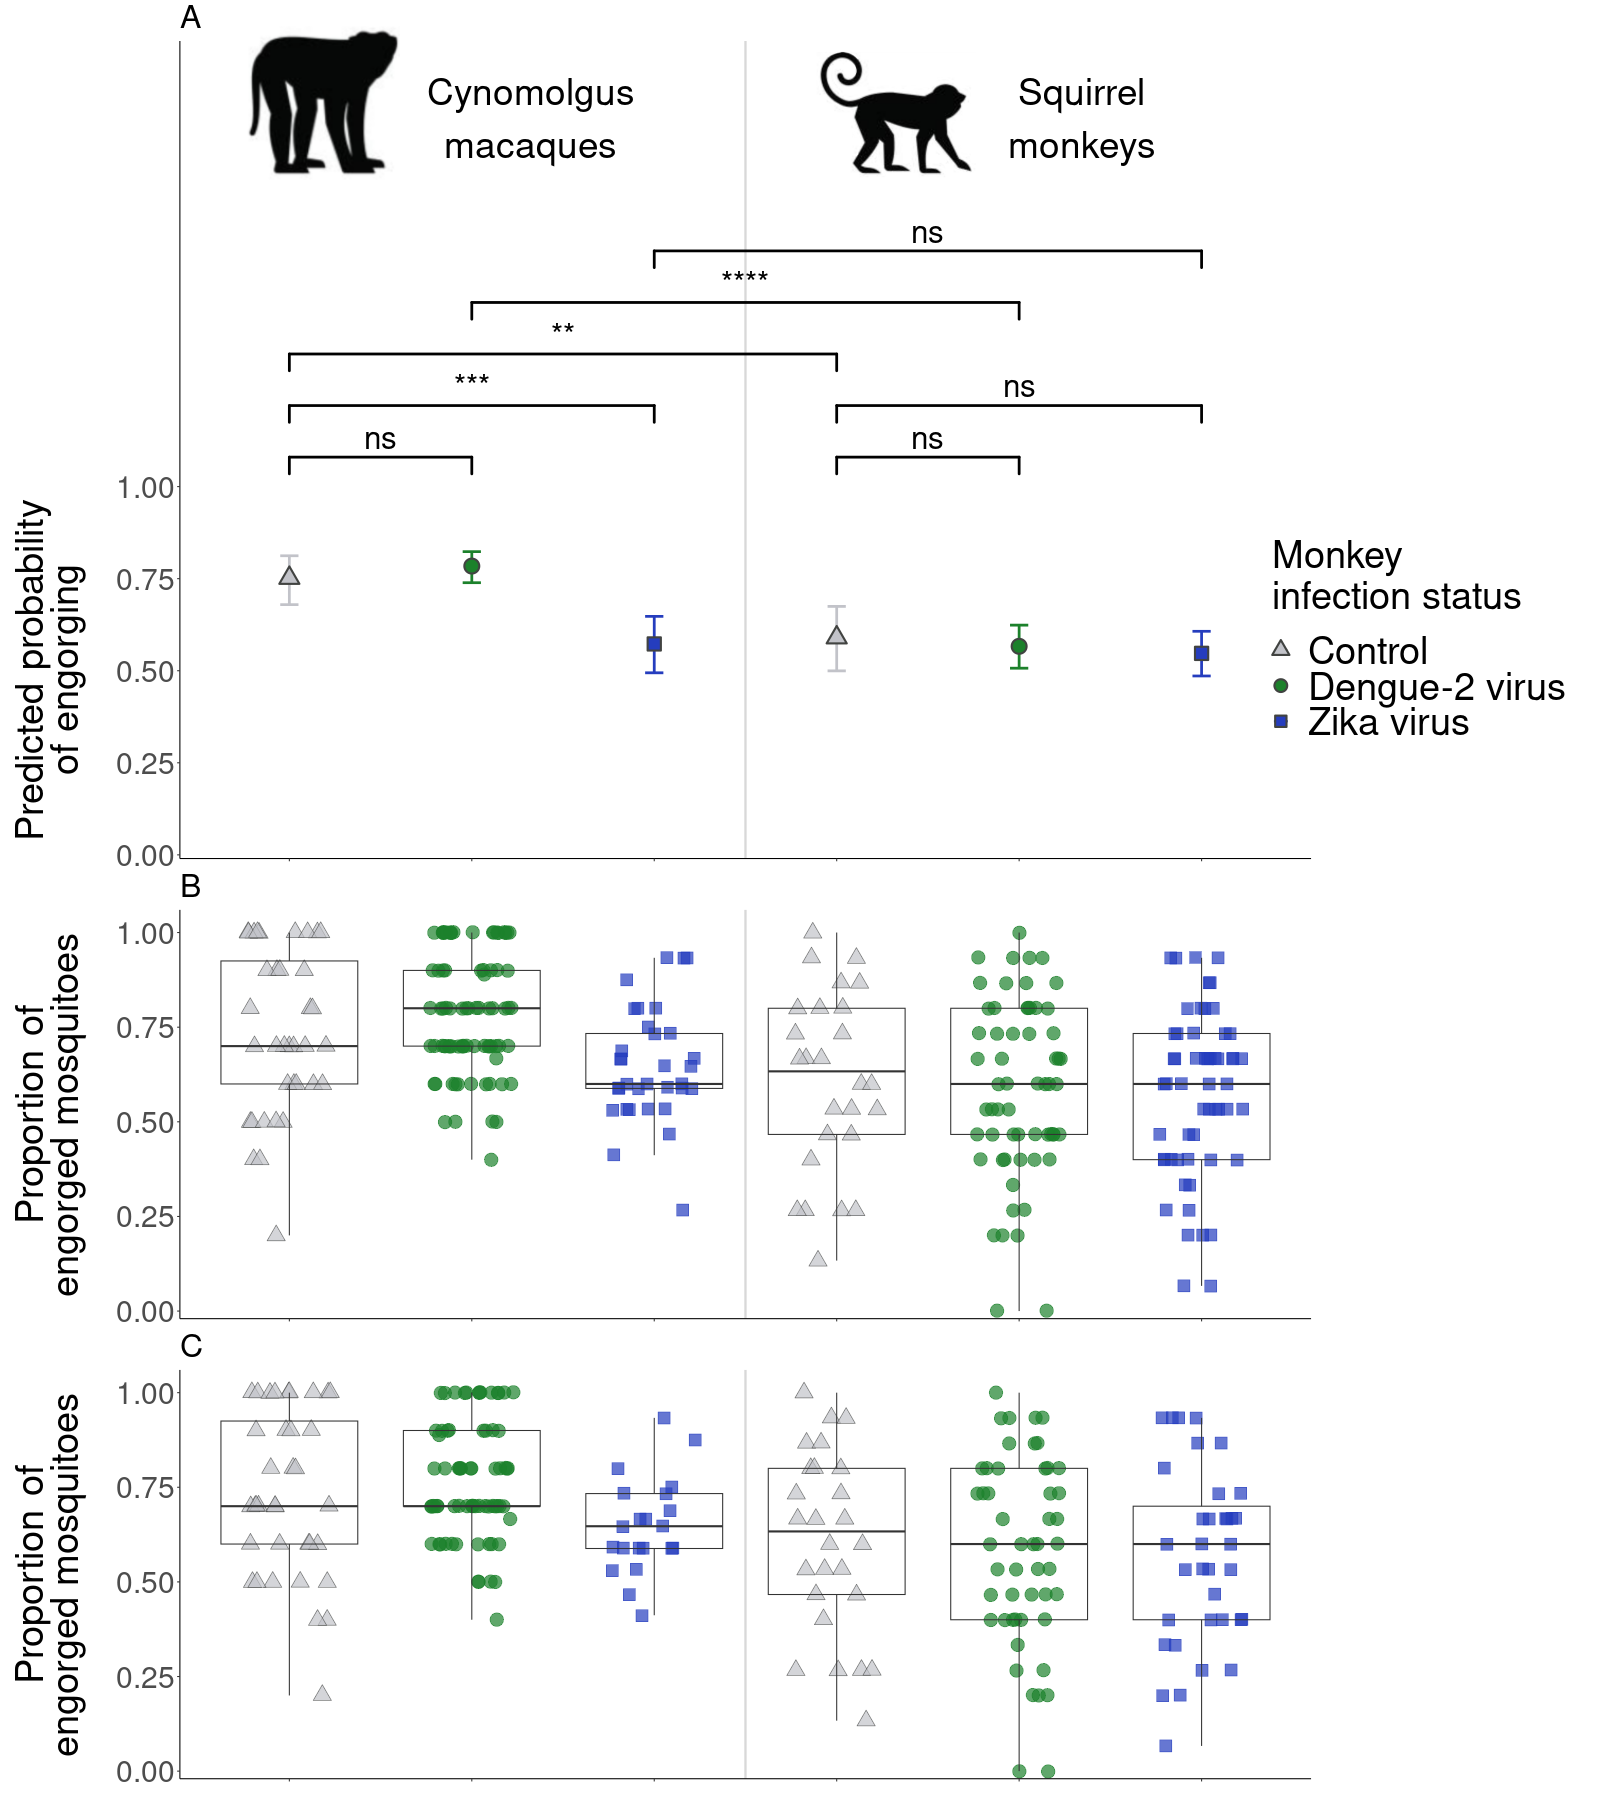 A
Cynomolgus
macaques
Squirrel
monkeys
ns
****
**
***
ns
ns
ns
1.00
0.75
0.50
0.25
0.00
Predicted probability
of engorging
Monkey
infection status
Control
Dengue-2 virus
Zika virus
B
1.00
0.75
0.50
0.25
0.00
Proportion of
engorged mosquitoes
C
1.00
0.75
0.50
0.25
0.00
Proportion of
engorged mosquitoes